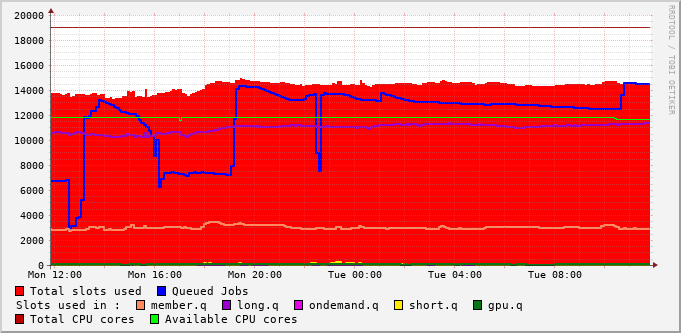 20000
18000
16000
14000
12000
10000
8000
6000
4000
2000
0
Mon 12:00 Mon 16:00 Mon 20:00 Tue 00:00 Tue 04:00 Tue 08:00
Total slots used Queued Jobs
Slots used in : member.q long.q ondemand.q short.q gpu.q
Total CPU cores Available CPU cores
RRDTOOL / TOBI OETIKER